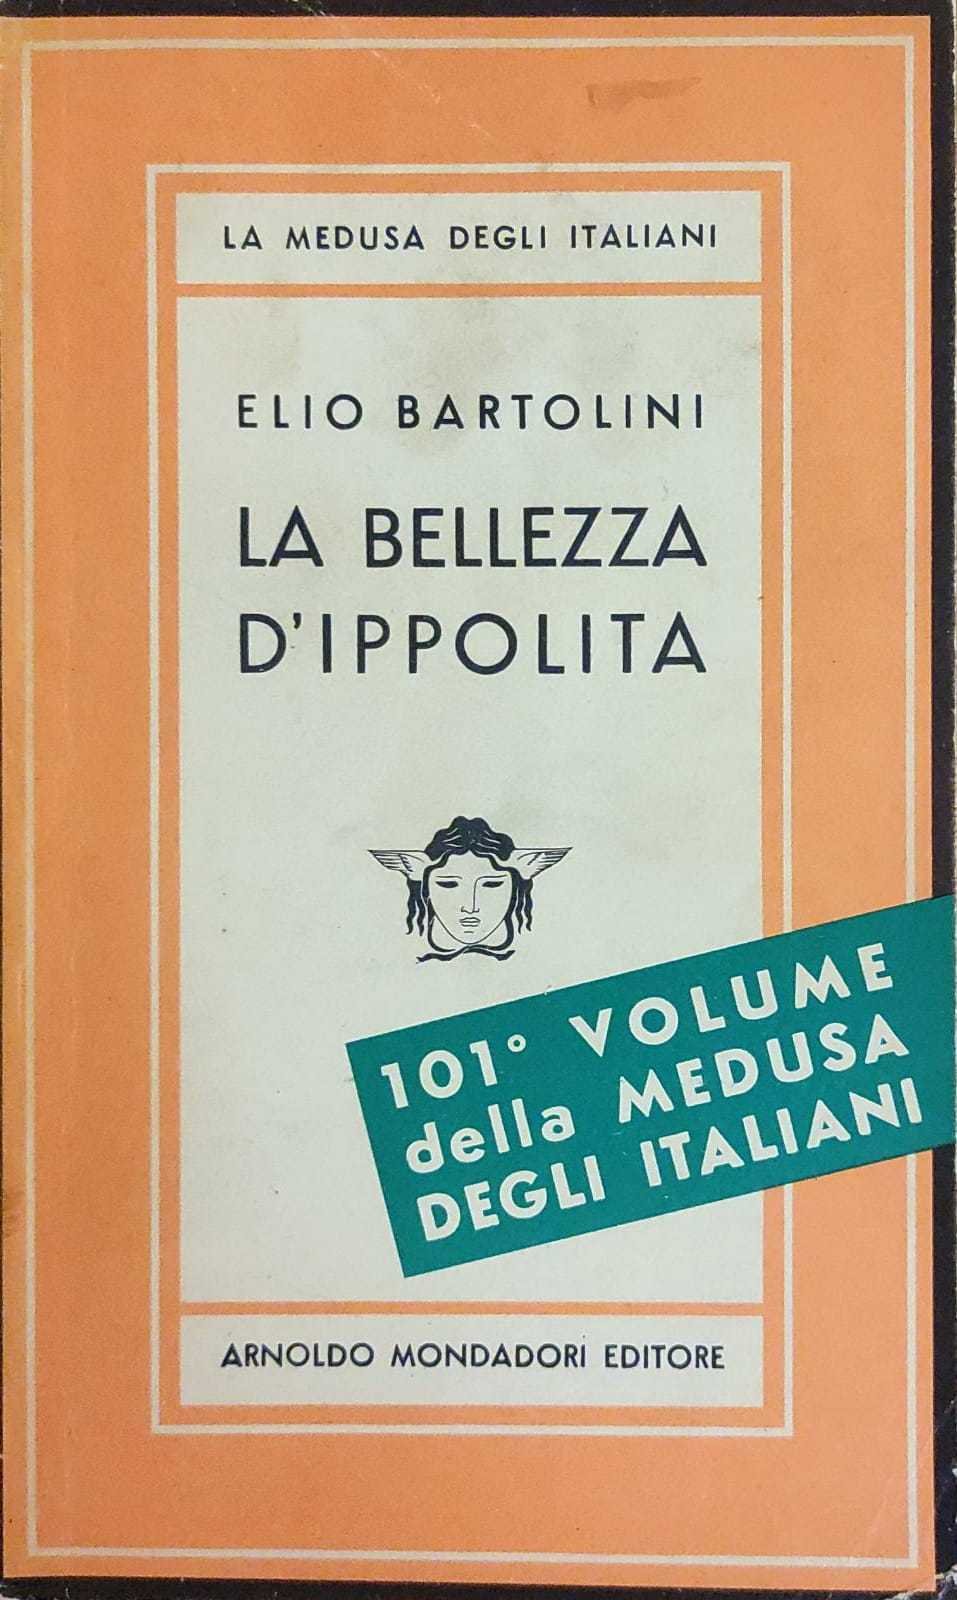 LA MEDUSA DEGLI ITALIANI
ELIO BARTOLINI
LA BELLEZZA
D'IPPOLITA
101° VOLUME
della MEDUSA
DEGLI ITALIANI
ARNOLDO MONDADORI EDITORE